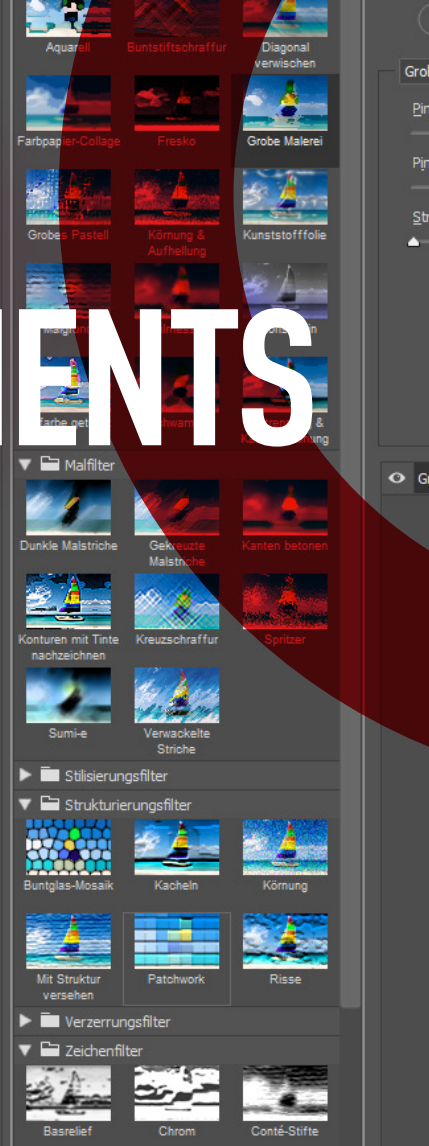 Aquarell Buntstiftschraffur Diagonal
verwischen
Farbpapier-Collage Fresko Grobe Malerei
Grobes Pastell Körnung & Kunststofffolie
Aufhellung
ENTS
&
Malfilter
Dunkle Malstriche Gekreuzte Kanten betonen
Malstriche
Konturen mit Tinte Kreuzschraffur Spritzer
nachzeichnen
Sumi-e Verwackelte
Striche
Stilisierungsfilter
Strukturierungsfilter
Buntglas-Mosaik Kacheln Körnung
Mit Struktur Patchwork Risse
versehen
Verzerrungsfilter
Zeichenfilter
Basrelief Chrom Conté-Stifte